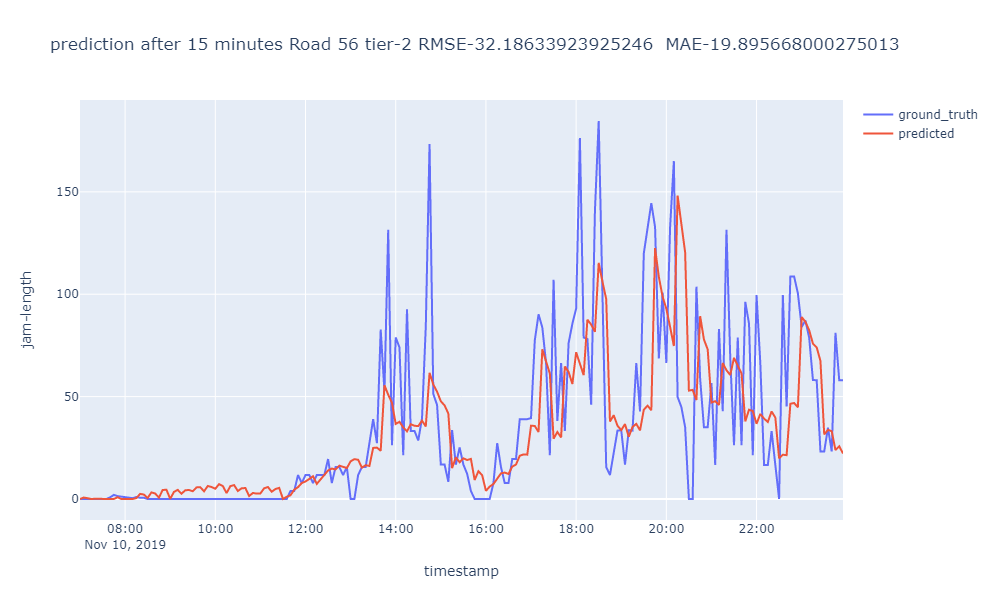 prediction after 15 minutes Road 56 tier-2 RMSE-32.18633923925246  MAE-19.895668000275013
ground_truth
predicted
150
100
50
0
jam-length
08:00 10:00 12:00 14:00 16:00 18:00 20:00 22:00
Nov 10, 2019
timestamp